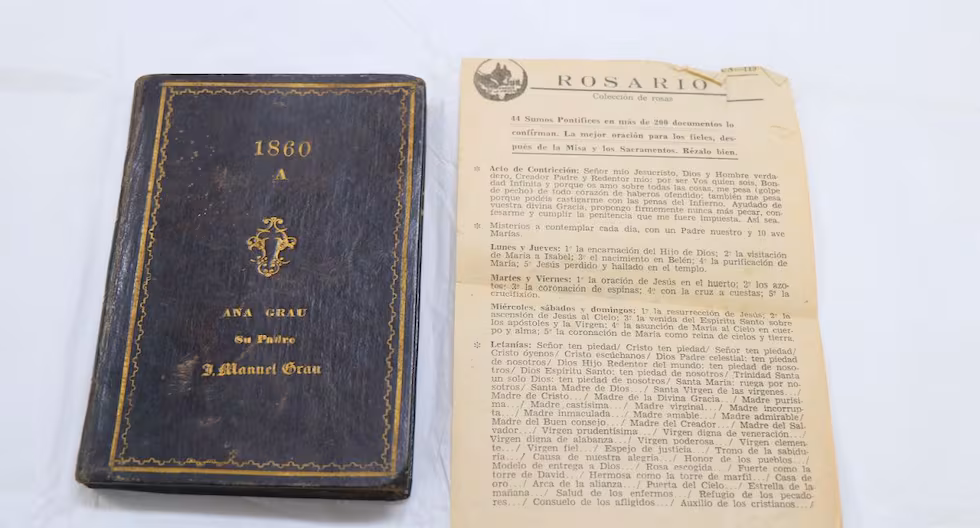 1860
A
ANA GRAU
Su Padre
J. Manuel Grau
ROSARIO
Colección de rosas
44 Sumos Pontífices en más de 200 documentos lo
confirman. La mejor oración para los fieles, des-
pués de la Misa y los Sacramentos. Rézalo bien.
Acto de Contricción: Señor mío Jesucristo, Dios y Hombre verda-
dero, Creador Padre y Redentor mío: por ser Vos quien sois, Bon-
dad Infinita y porque os amo sobre todas las cosas, me pesa (golpe
de pecho) de todo corazón de haberos ofendido; también me pesa
porque podéis castigarme con las penas del Infierno. Ayudado de
vuestra divina Gracia, propongo firmemente nunca más pecar, con-
fesarme y cumplir la penitencia que me fuere impuesta. Así sea.
Misterios a contemplar cada día, con un Padre nuestro y 10 ave
Marías.
Lunes y Jueves: 1º la encarnación del Hijo de Dios; 2º la visitación
de María a Isabel; 3º el nacimiento en Belén; 4º la purificación de
María; 5º Jesús perdido y hallado en el templo.
Martes y Viernes: 1º la oración de Jesús en el huerto; 2º los azo-
tes; 3º la coronación de espinas; 4º con la cruz a cuestas; 5º la
crucifixión.
Miércoles, sábados y domingos: 1º la resurrección de Jesús; 2º la
ascensión de Jesús al Cielo; 3º la venida del Espíritu Santo sobre
los apóstoles y la Virgen; 4º la asunción de María al Cielo en cuer-
po y alma; 5º la coronación de María como reina de cielos y tierra.
Letanías: Señor ten piedad/ Cristo ten piedad/ Señor ten piedad/
Cristo óyenos/ Cristo escúchanos/ Dios Padre celestial: ten piedad
de nosotros/ Dios Hijo Redentor del mundo: ten piedad de noso-
tros/ Dios Espíritu Santo: ten piedad de nosotros/ Trinidad Santa
un solo Dios: ten piedad de nosotros/ Santa María: ruega por no-
sotros/ Santa Madre de Dios.../ Santa Virgen de las vírgenes.../
Madre de Cristo.../ Madre de la Divina Gracia.../ Madre purísi-
ma.../ Madre castísima.../ Madre virginal.../ Madre incorrup-
ta.../ Madre inmaculada.../ Madre amable.../ Madre admirable/
Madre del Buen consejo.../ Madre del Creador.../ Madre del Sal-
vador.../ Virgen prudentísima.../ Virgen digna de veneración.../
Virgen digna de alabanza.../ Virgen poderosa.../ Virgen clemen-
te.../ Virgen fiel.../ Espejo de justicia.../ Trono de la sabidu-
ría.../ Causa de nuestra alegría.../ Honor de los pueblos.../
Modelo de entrega a Dios.../ Rosa escogida.../ Fuerte como la
torre de David.../ Hermosa como la torre de marfil.../ Casa de
oro.../ Arca de la alianza.../ Puerta del Cielo.../ Estrella de la
mañana.../ Salud de los enfermos.../ Refugio de los pecado-
res.../ Consuelo de los afligidos.../ Auxilio de los cristianos.../